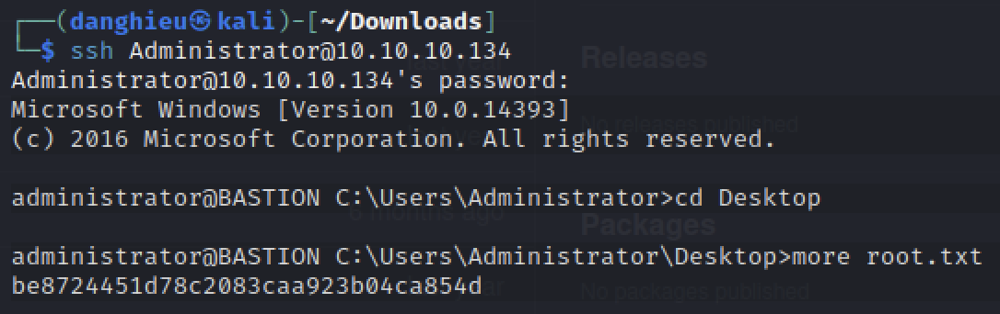 ┌──(danghieu㉿kali)-[~/Downloads]
└─$ ssh Administrator@10.10.10.134
Administrator@10.10.10.134's password:
Microsoft Windows [Version 10.0.14393]
(c) 2016 Microsoft Corporation. All rights reserved.
administrator@BASTION C:\Users\Administrator>cd Desktop
administrator@BASTION C:\Users\Administrator\Desktop>more root.txt
be8724451d78c2083caa923b04ca854d
last year
Releases
No releases published
6 months ago
Packages
No packages published